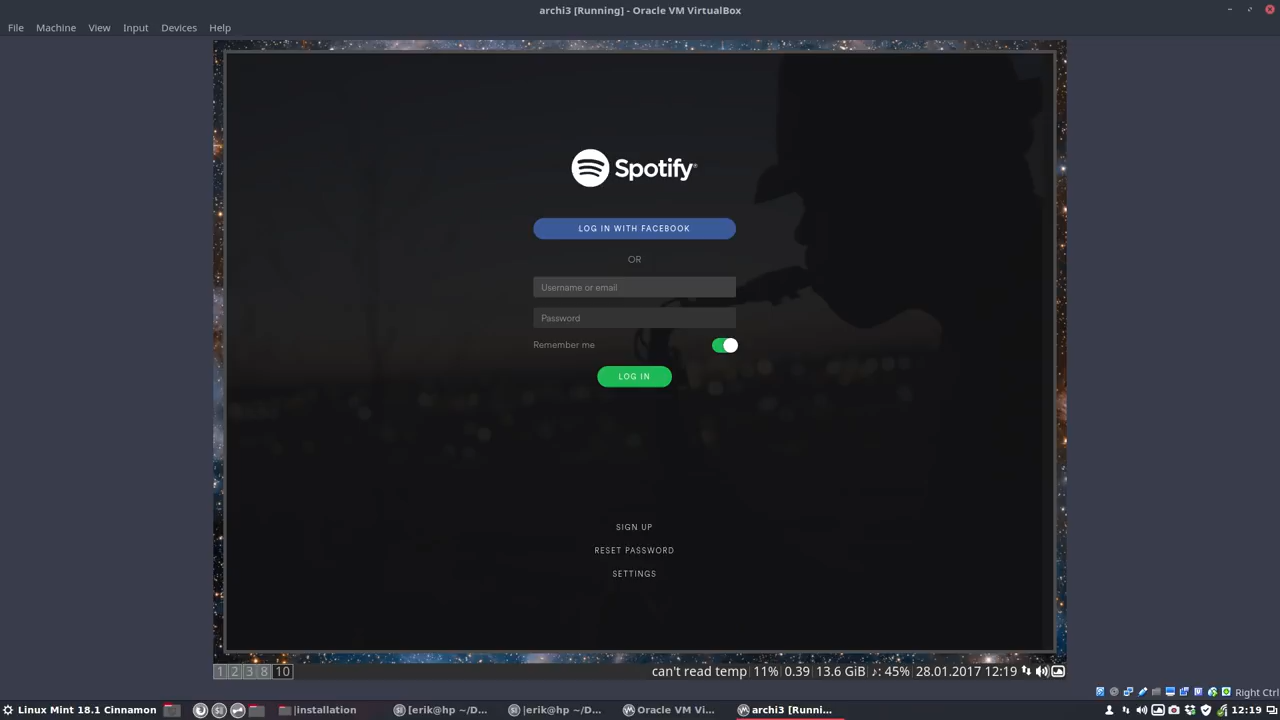 archi3 [Running] - Oracle VM VirtualBox
File Machine View Input Devices Help
Spotify®
LOG IN WITH FACEBOOK
OR
Username or email
Password
Remember me
LOG IN
SIGN UP
RESET PASSWORD
SETTINGS
1 2 3 8 10 can't read temp 11% 0.39 13.6 GiB ♪: 45% 28.01.2017 12:19
Right Ctrl
Linux Mint 18.1 Cinnamon |installation [erik@hp ~/D... |erik@hp ~/D... Oracle VM Vi... archi3 [Runni... 12:19